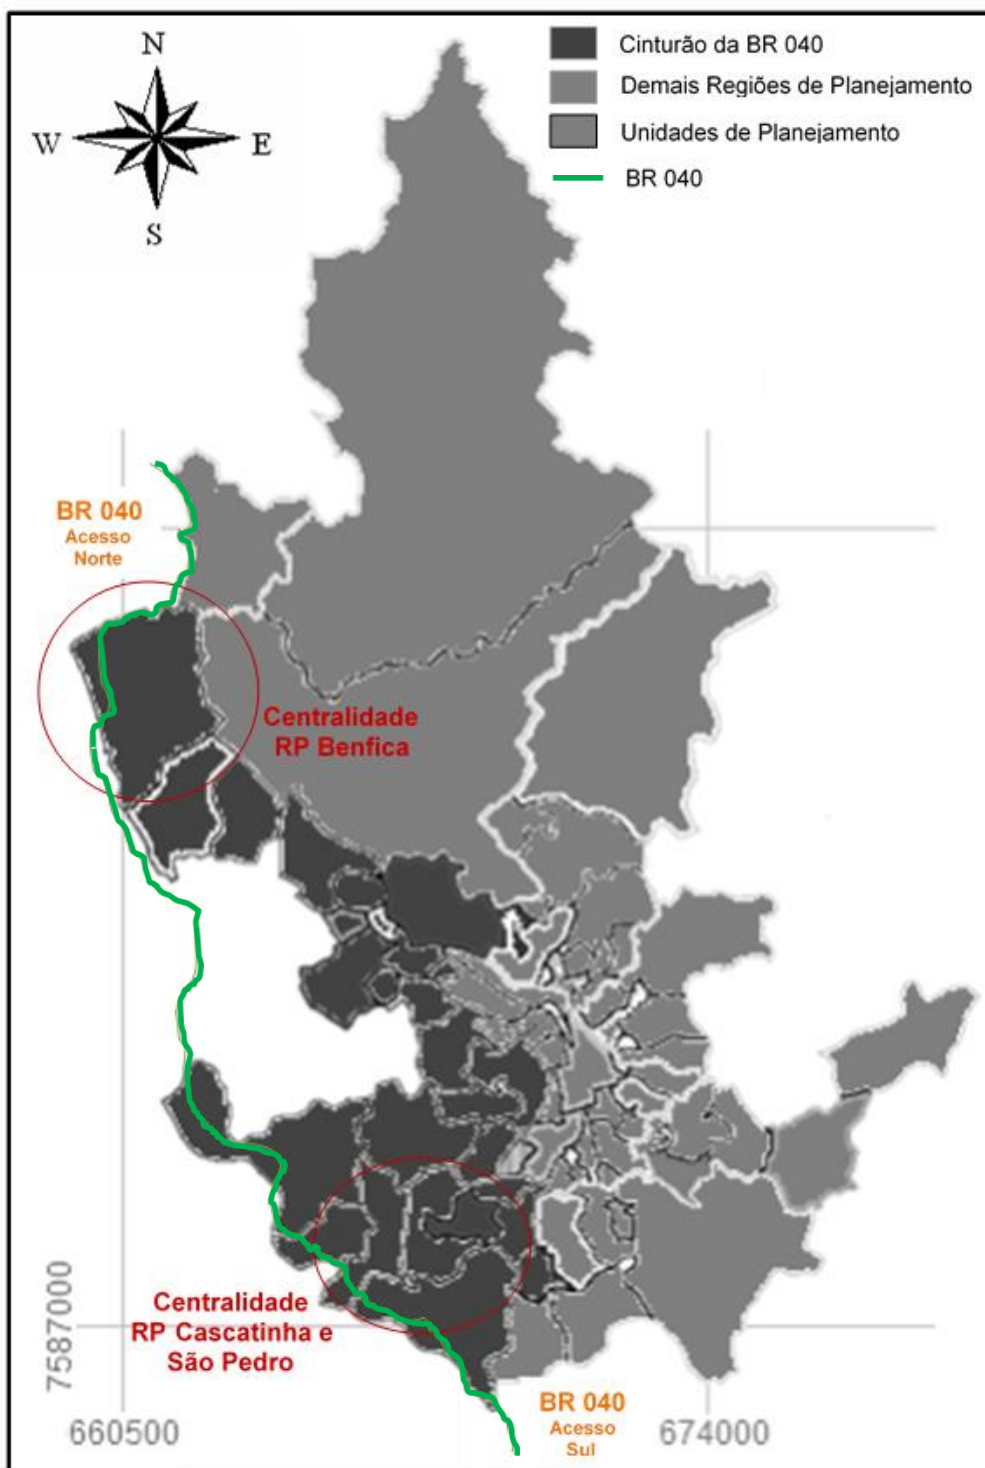 N
W
E
S
Cinturão da BR 040
Demais Regiões de Planejamento
Unidades de Planejamento
BR 040
BR 040
Acesso
Norte
Centralidade
RP Benfica
Centralidade
RP Cascatinha e
São Pedro
7587000
BR 040
Acesso
Sul
660500
674000